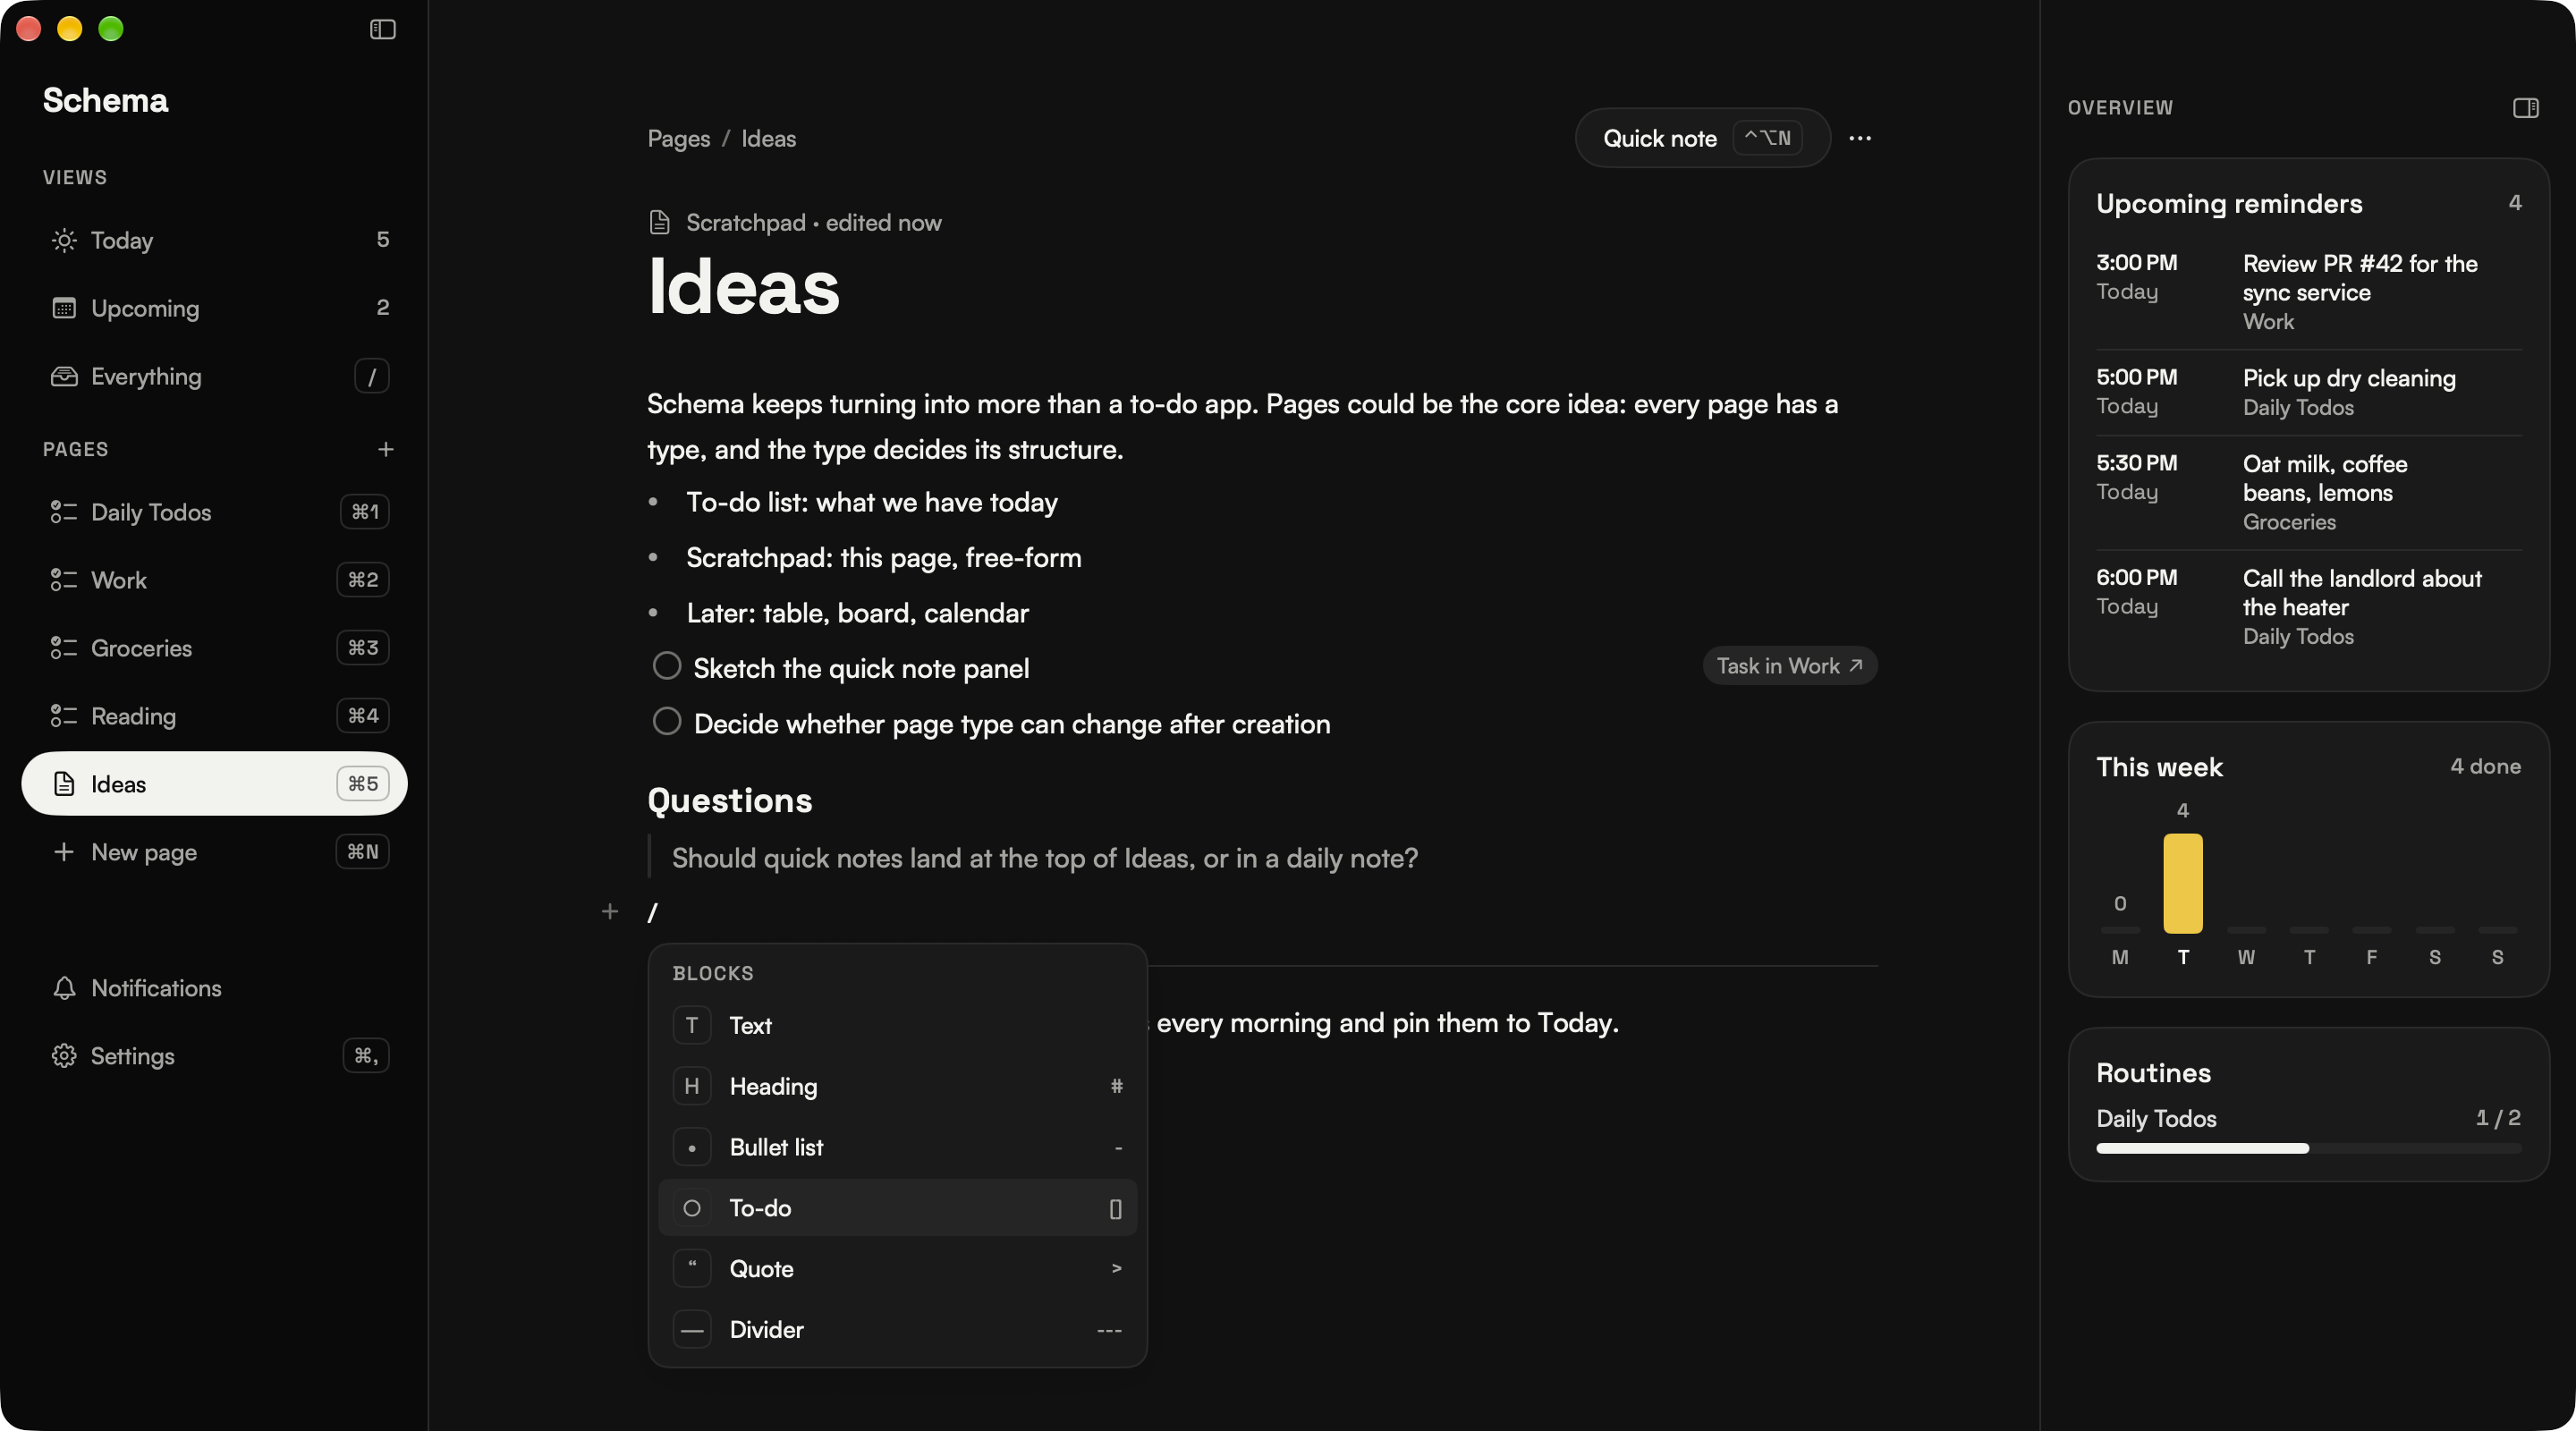 Schema
VIEWS
Today 5
Upcoming 2
Everything /
PAGES +
Daily Todos ⌘1
Work ⌘2
Groceries ⌘3
Reading ⌘4
Ideas ⌘5
+ New page ⌘N
Notifications
Settings ⌘,
Pages / Ideas
Quick note ^⌥N ...
Scratchpad · edited now
Ideas
Schema keeps turning into more than a to-do app. Pages could be the core idea: every page has a
type, and the type decides its structure.
• To-do list: what we have today
• Scratchpad: this page, free-form
• Later: table, board, calendar
Sketch the quick note panel Task in Work ↗
Decide whether page type can change after creation
Questions
Should quick notes land at the top of Ideas, or in a daily note?
+ /
BLOCKS
T Text
H Heading #
• Bullet list -
To-do []
“ Quote >
— Divider ---
every morning and pin them to Today.
OVERVIEW
Upcoming reminders 4
3:00 PM Review PR #42 for the
Today sync service
Work
5:00 PM Pick up dry cleaning
Today Daily Todos
5:30 PM Oat milk, coffee
Today beans, lemons
Groceries
6:00 PM Call the landlord about
Today the heater
Daily Todos
This week 4 done
4
0
M T W T F S S
Routines
Daily Todos 1 / 2